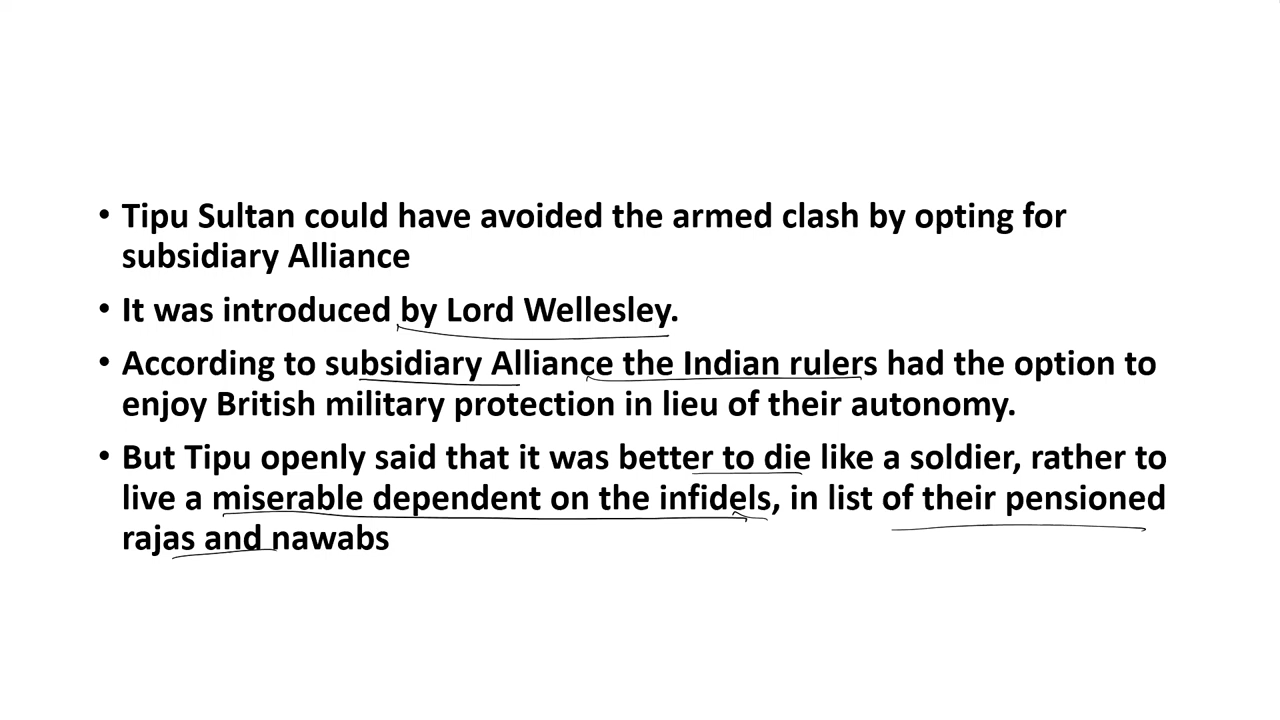 • Tipu Sultan could have avoided the armed clash by opting for
subsidiary Alliance
• It was introduced by Lord Wellesley.
• According to subsidiary Alliance the Indian rulers had the option to
enjoy British military protection in lieu of their autonomy.
• But Tipu openly said that it was better to die like a soldier, rather to
live a miserable dependent on the infidels, in list of their pensioned
rajas and nawabs